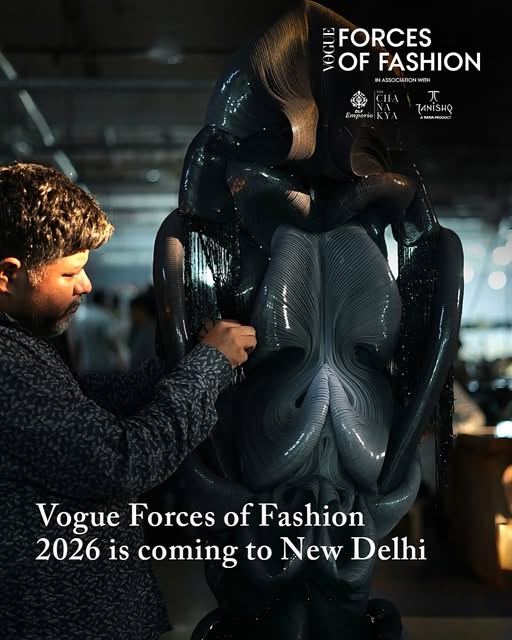 VOGUE
FORCES
OF FASHION
IN ASSOCIATION WITH
DLF
Emporio
THE
CHA
NA
KYA
TANISHQ
A TATA PRODUCT
Vogue Forces of Fashion
2026 is coming to New Delhi